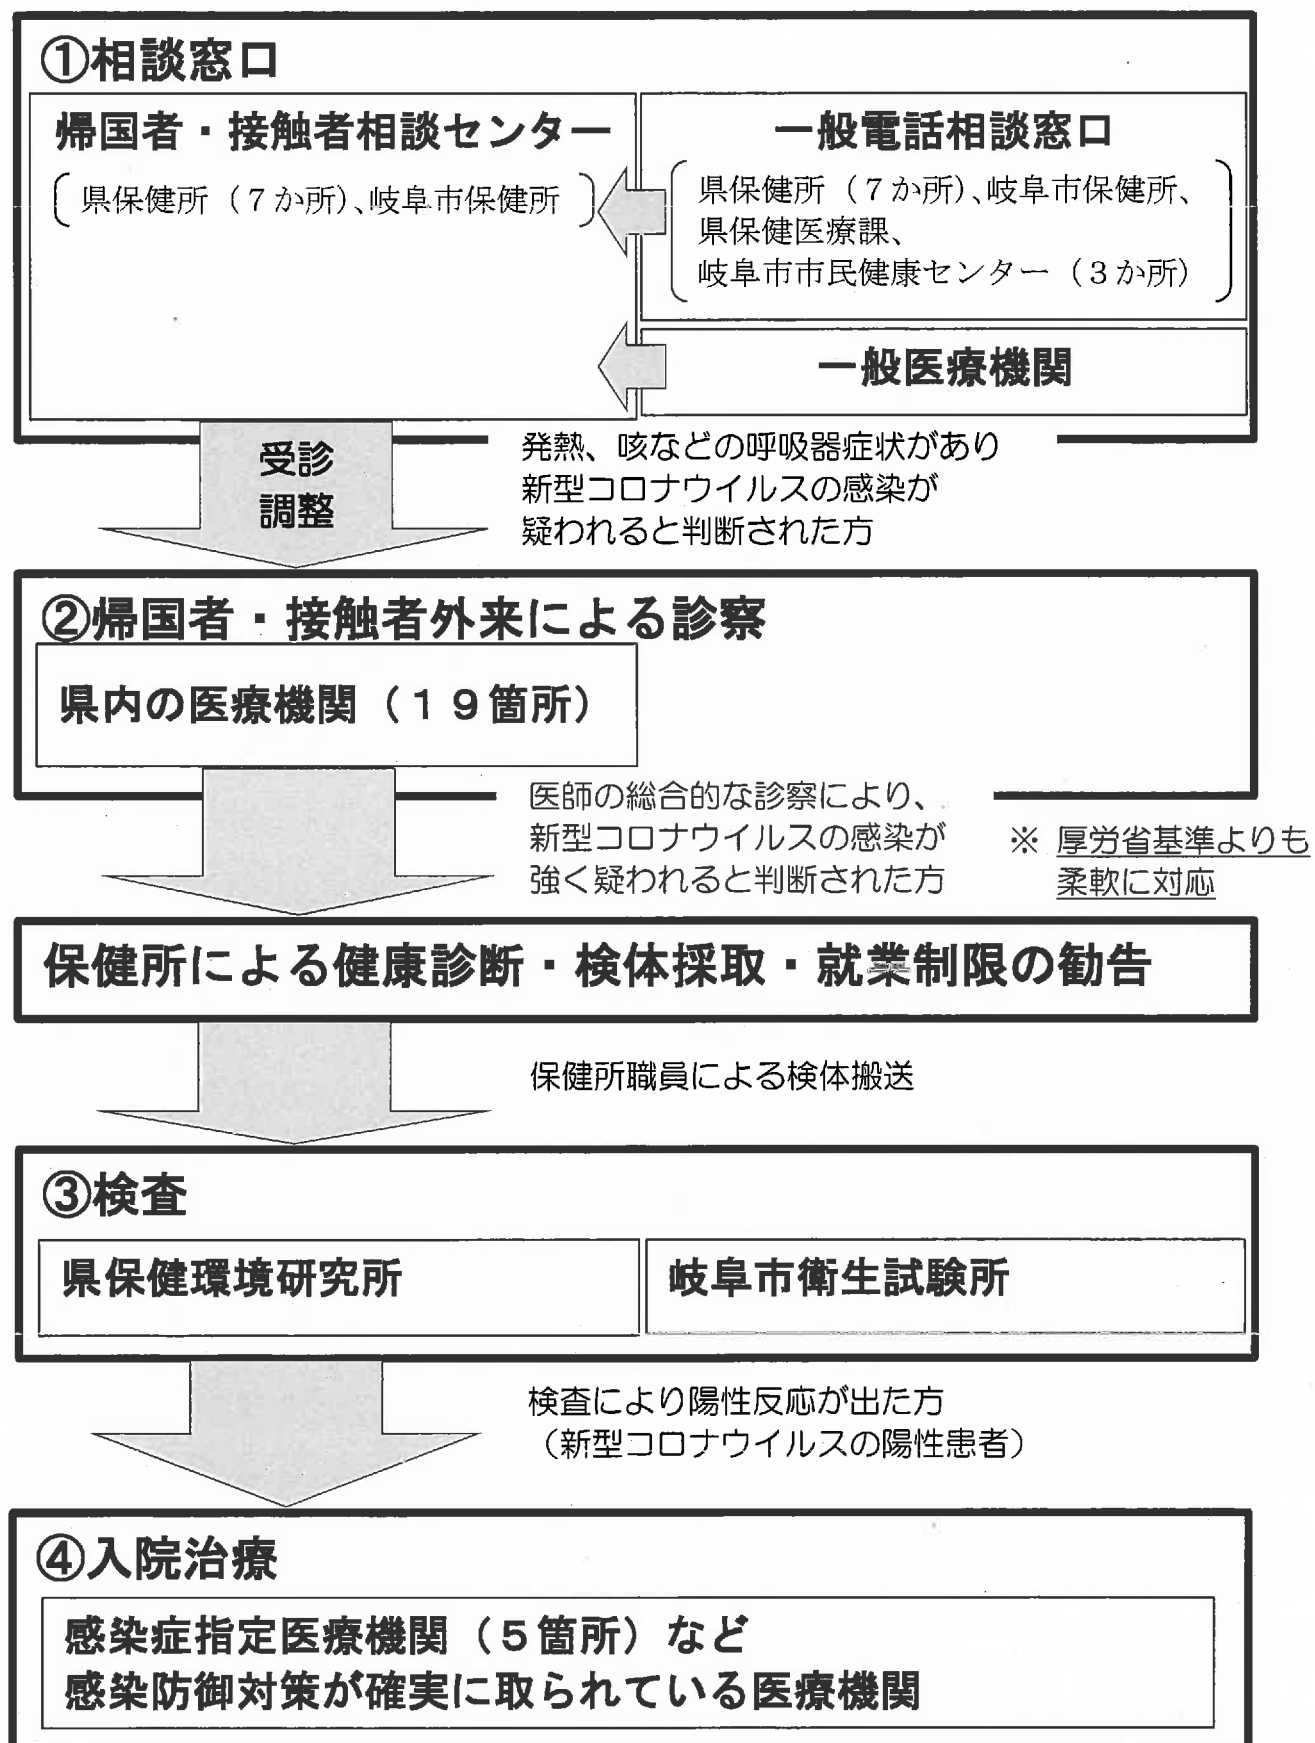 ①相談窓口
帰国者・接触者相談センター
県保健所（７か所）、岐阜市保健所
一般電話相談窓口
県保健所（７か所）、岐阜市保健所、
県保健医療課、
岐阜市市民健康センター（３か所）
一般医療機関
受診
調整
発熱、咳などの呼吸器症状があり
新型コロナウイルスの感染が
疑われると判断された方
②帰国者・接触者外来による診察
県内の医療機関（１９箇所）
医師の総合的な診察により、
新型コロナウイルスの感染が
強く疑われると判断された方
※ 厚労省基準よりも
柔軟に対応
保健所による健康診断・検体採取・就業制限の勧告
保健所職員による検体搬送
③検査
県保健環境研究所
岐阜市衛生試験所
検査により陽性反応が出た方
（新型コロナウイルスの陽性患者）
④入院治療
感染症指定医療機関（５箇所）など
感染防御対策が確実に取られている医療機関